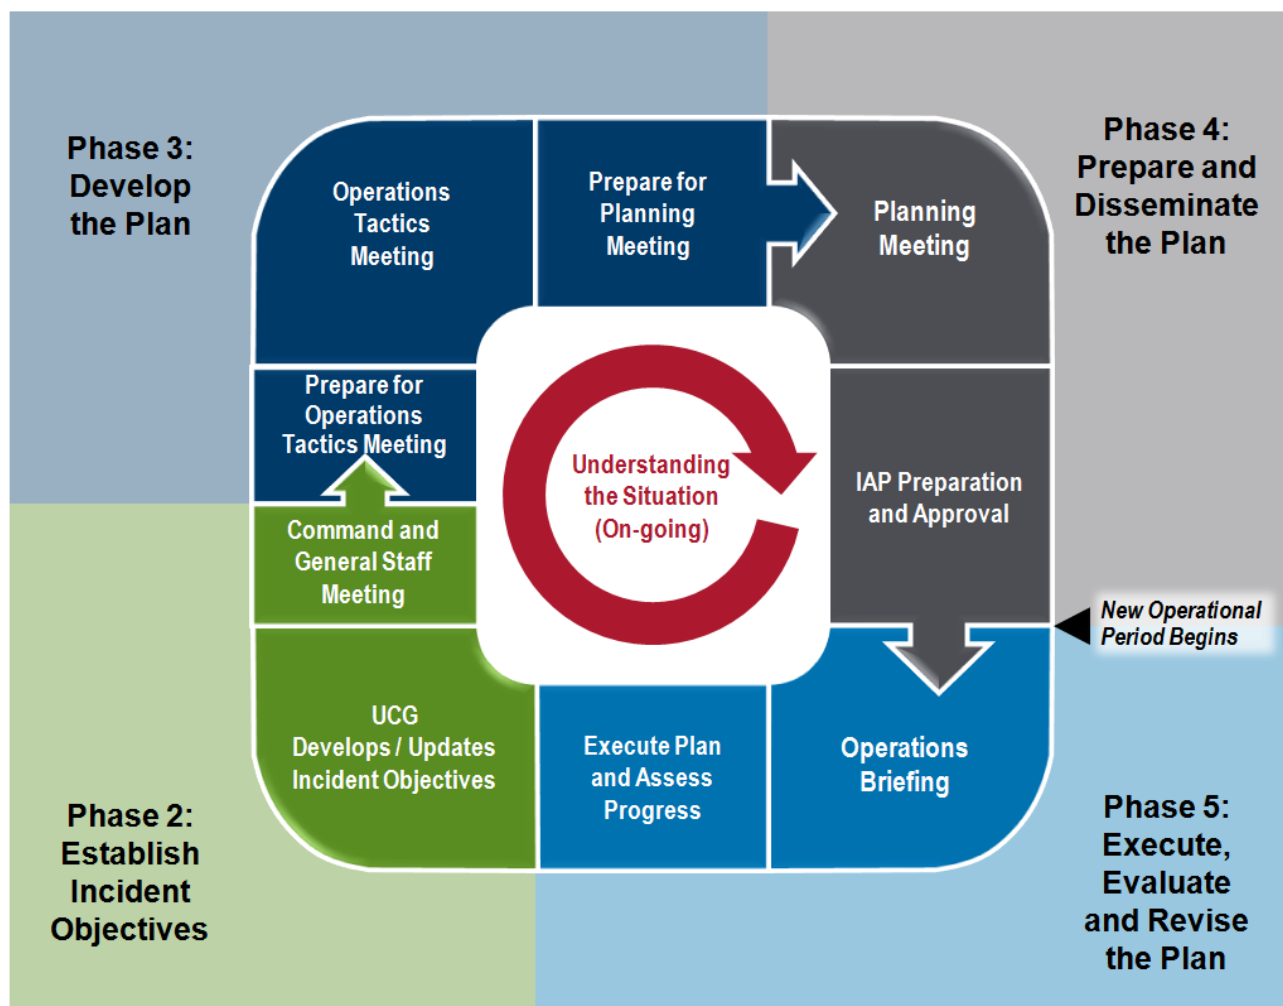 Phase 3:
Develop
the Plan
Operations
Tactics
Meeting
Prepare for
Planning
Meeting
Planning
Meeting
Phase 4:
Prepare and
Disseminate
the Plan
Prepare for
Operations
Tactics Meeting
Understanding
the Situation
(On-going)
IAP Preparation
and Approval
Command and
General Staff
Meeting
New Operational
Period Begins
UCG
Develops / Updates
Incident Objectives
Execute Plan
and Assess
Progress
Operations
Briefing
Phase 2:
Establish
Incident
Objectives
Phase 5:
Execute,
Evaluate
and Revise
the Plan